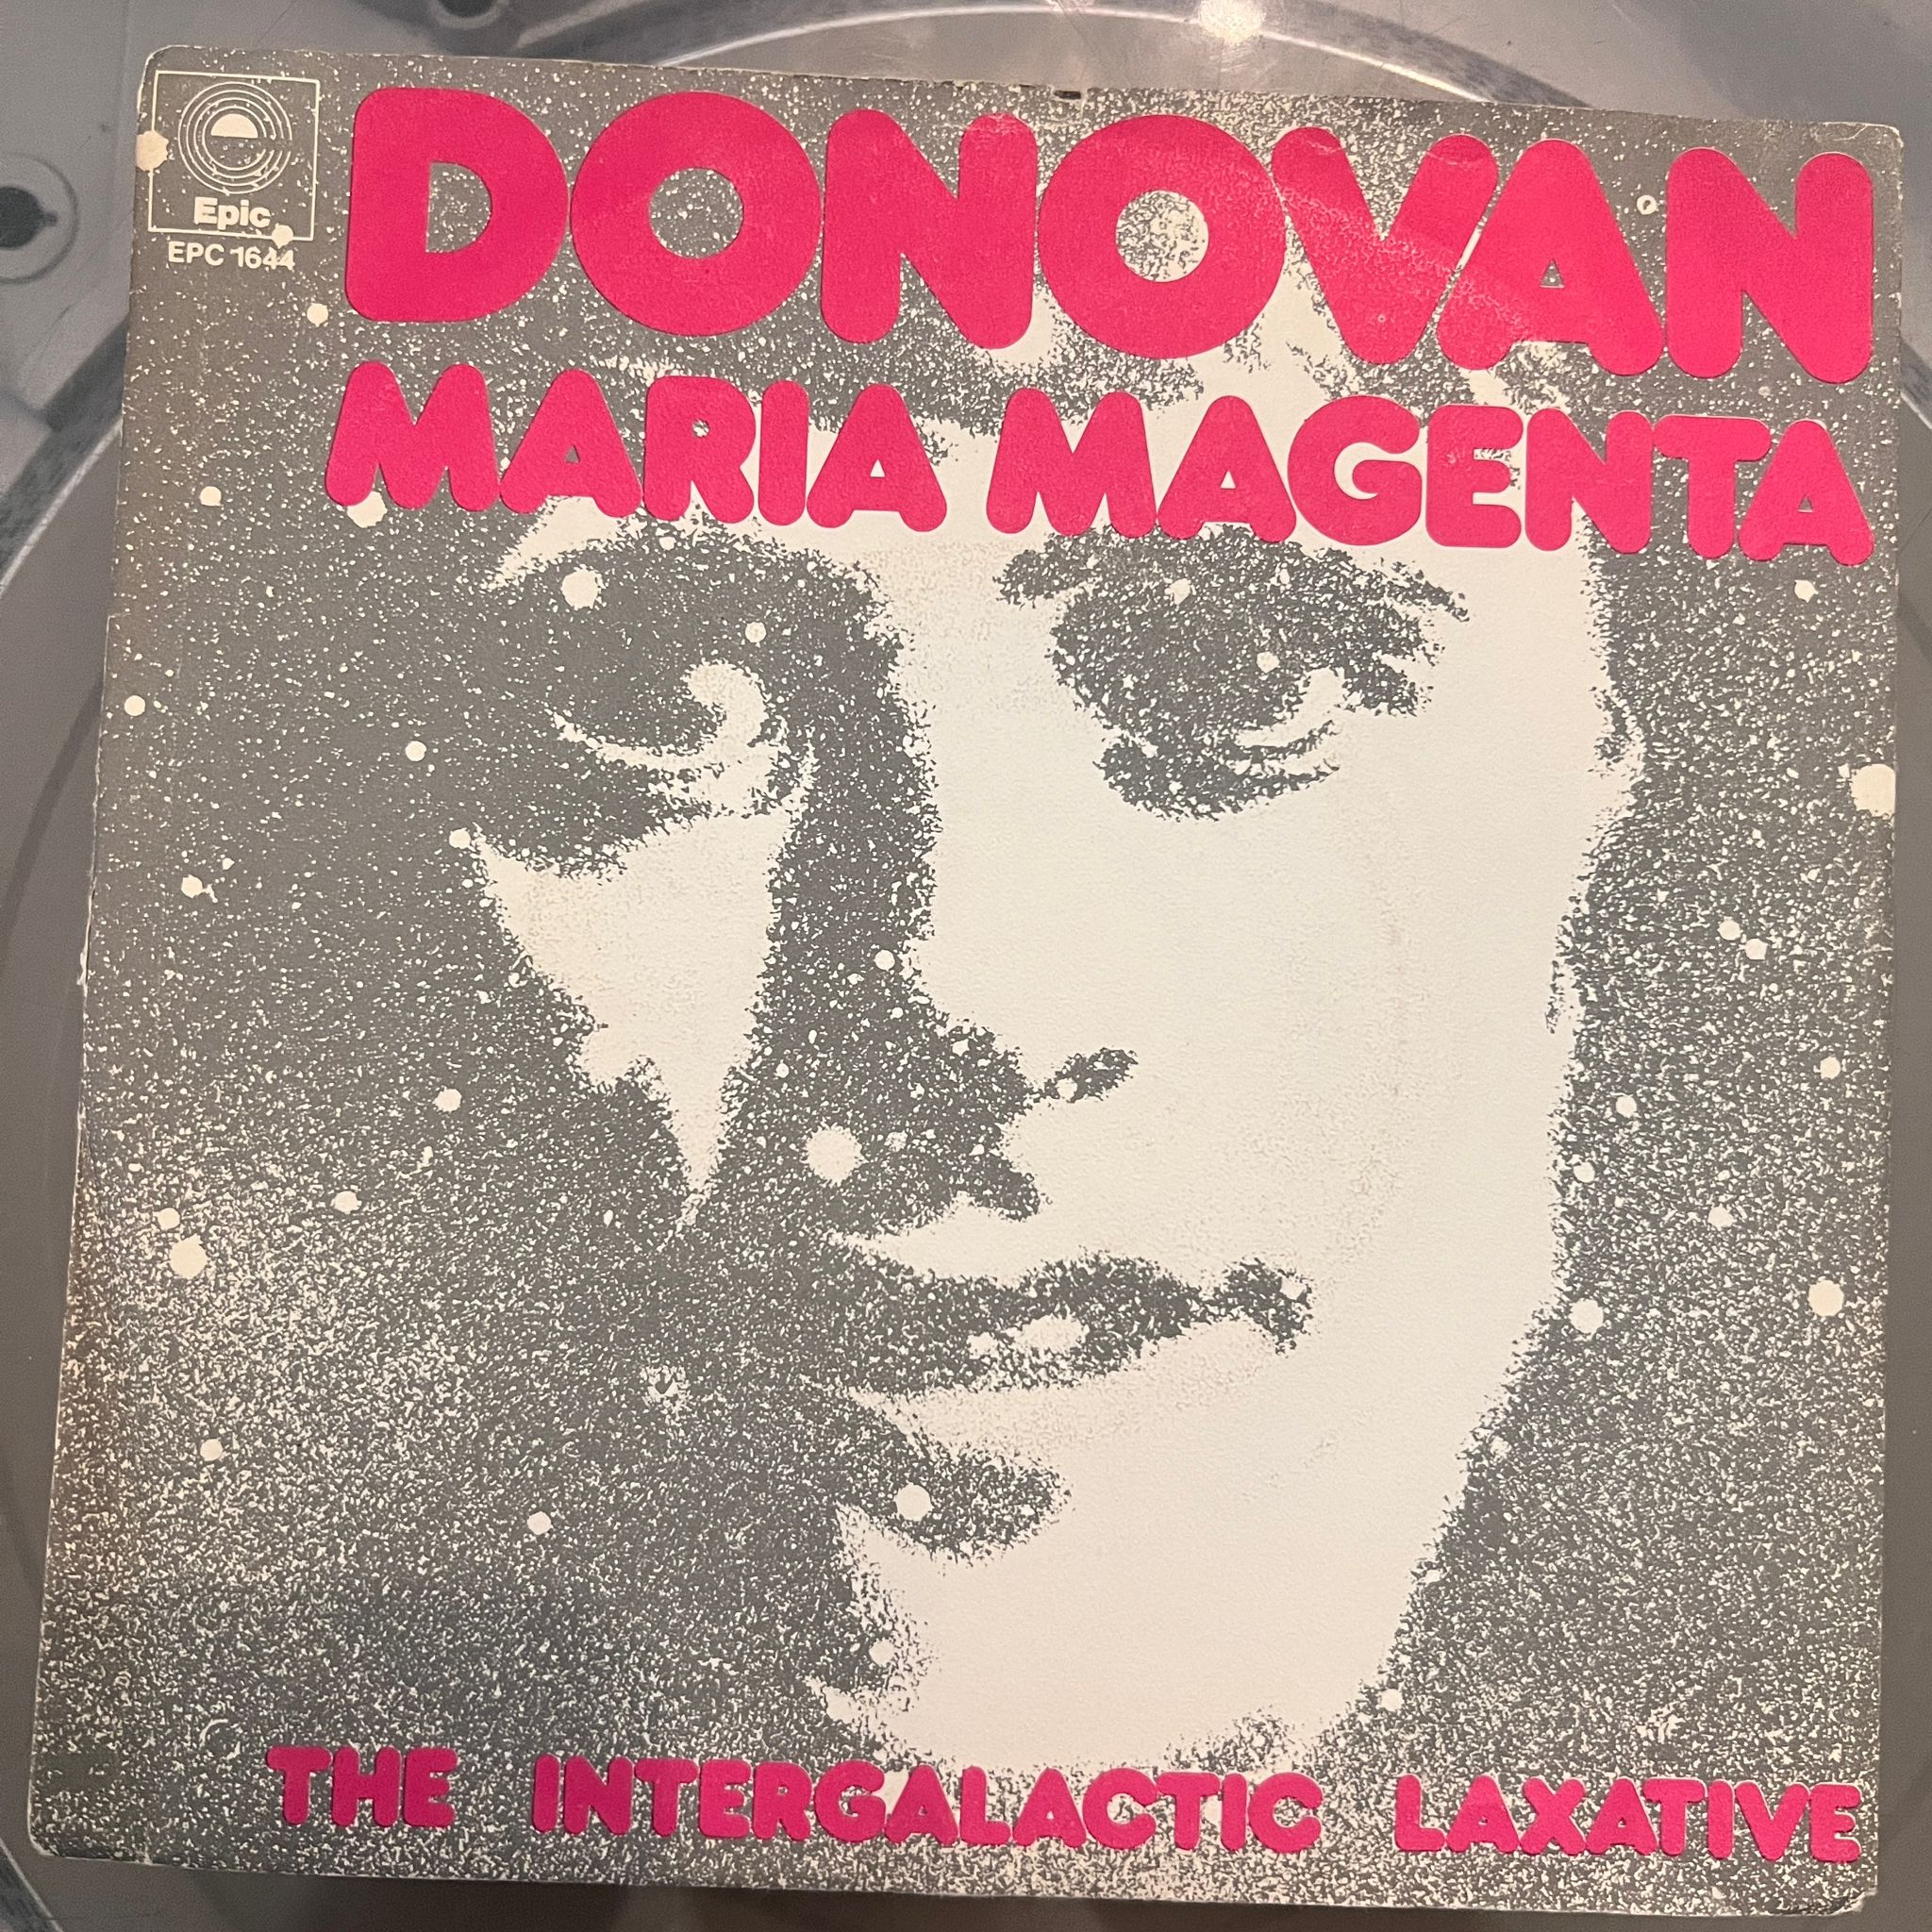 Epic
EPC 1644
DONOVAN
MARIA MAGENTA
THE INTERGALACTIC LAXATIVE